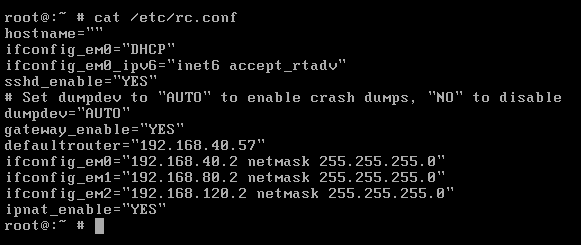 root@:~ # cat /etc/rc.conf
hostname=""
ifconfig_em0="DHCP"
ifconfig_em0_ipv6="inet6 accept_rtadv"
sshd_enable="YES"
# Set dumpdev to "AUTO" to enable crash dumps, "NO" to disable
dumpdev="AUTO"
gateway_enable="YES"
defaultrouter="192.168.40.57"
ifconfig_em0="192.168.40.2 netmask 255.255.255.0"
ifconfig_em1="192.168.80.2 netmask 255.255.255.0"
ifconfig_em2="192.168.120.2 netmask 255.255.255.0"
ipnat_enable="YES"
root@:~ #